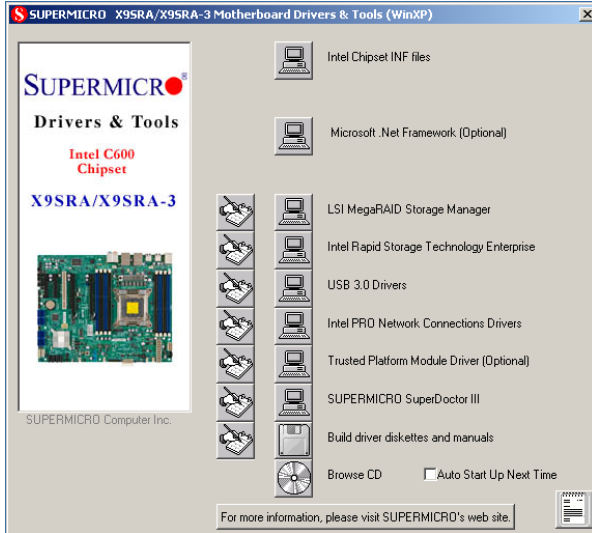 SUPERMICRO X9SRA/X9SRA-3 Motherboard Drivers & Tools (WinXP)
SUPERMICRO®
Drivers & Tools
Intel C600
Chipset
X9SRA/X9SRA-3
SUPERMICRO Computer Inc.
Intel Chipset INF files
Microsoft .Net Framework (Optional)
LSI MegaRAID Storage Manager
Intel Rapid Storage Technology Enterprise
USB 3.0 Drivers
Intel PRO Network Connections Drivers
Trusted Platform Module Driver (Optional)
SUPERMICRO SuperDoctor III
Build driver diskettes and manuals
Browse CD
Auto Start Up Next Time
For more information, please visit SUPERMICRO's web site.